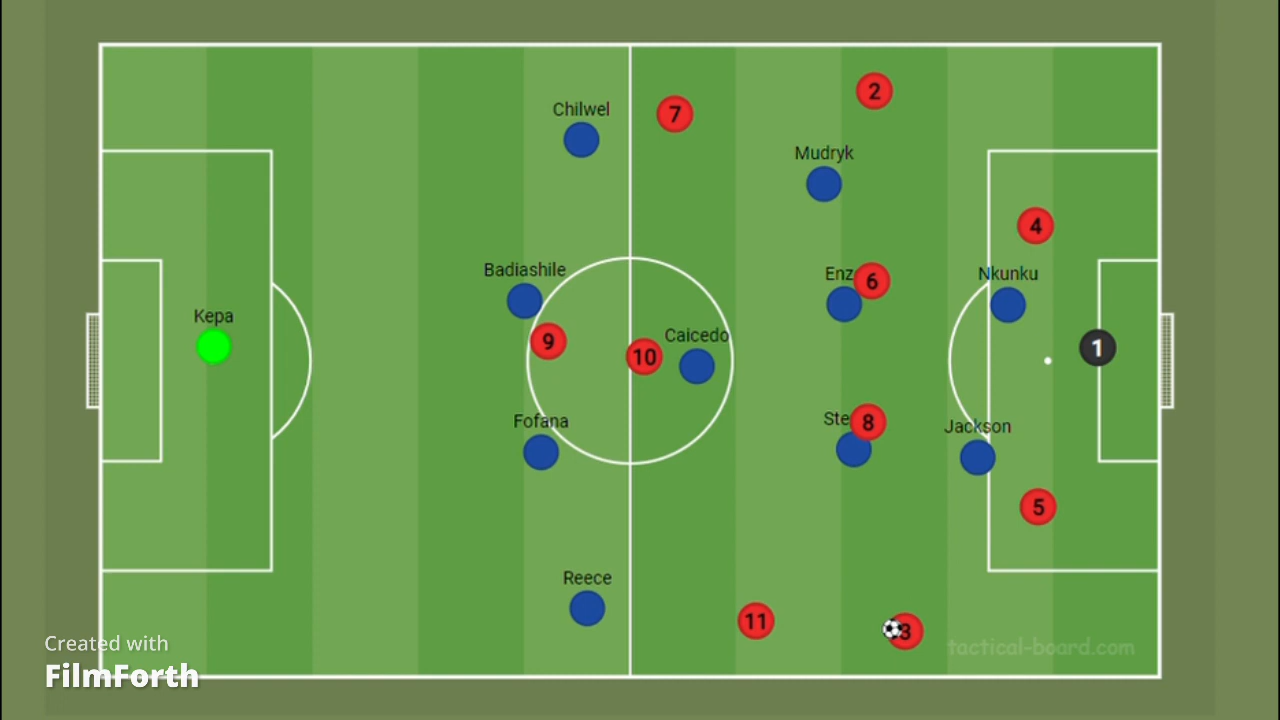 2
7
Chilwel
Mudryk
4
Badiashile
Enz
6
Nkunku
Kepa
9
10
Caicedo
1
Fofana
Ste
8
Jackson
5
Reece
11
3
Created with
FilmForth
tactical-board.com